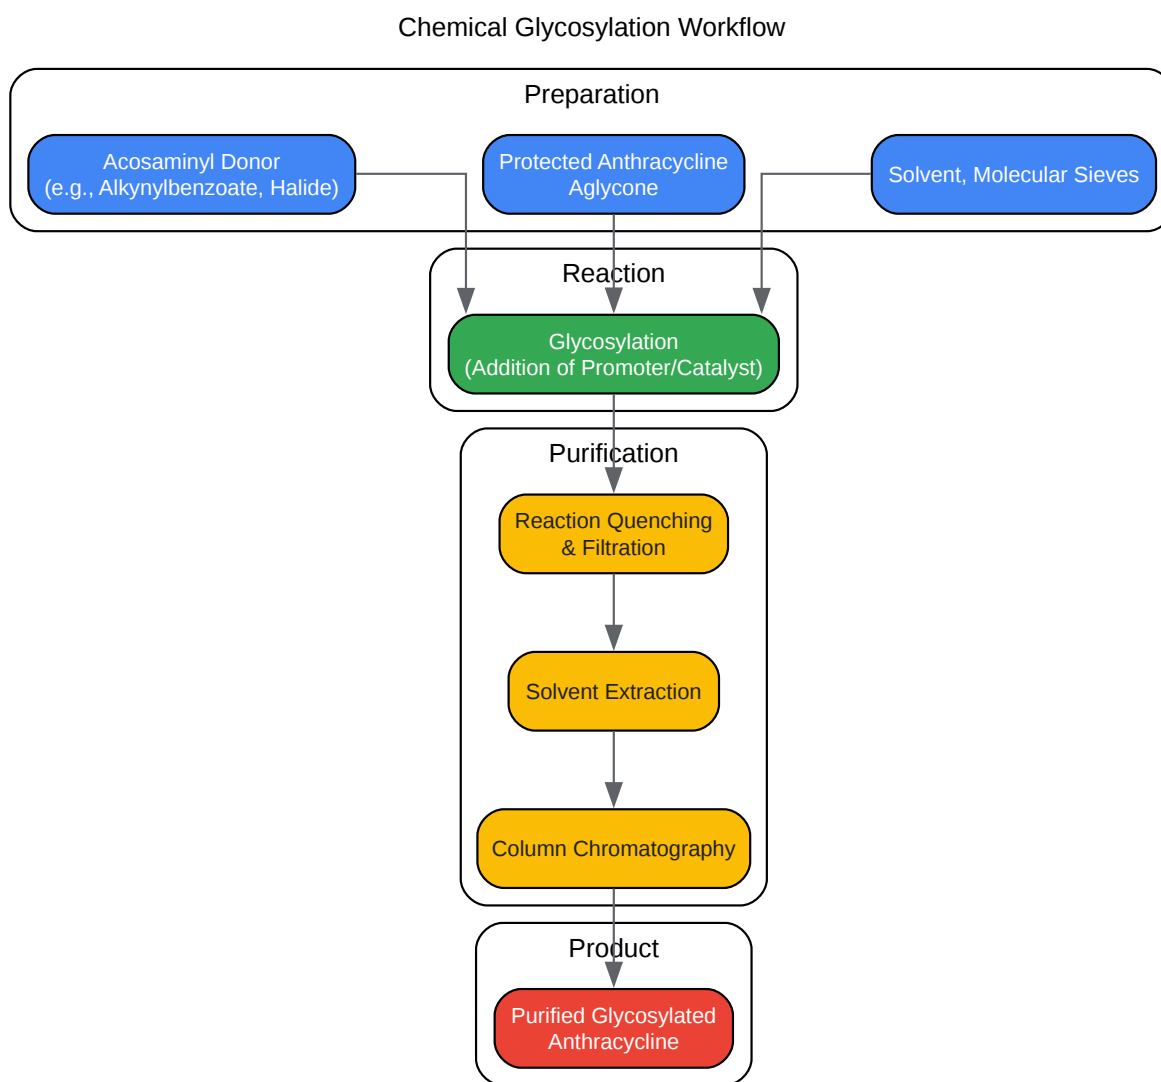 Chemical Glycosylation Workflow
Preparation
Acosaminyl Donor
(e.g., Alkynylbenzoate, Halide)
Protected Anthracycline
Aglycone
Solvent, Molecular Sieves
Reaction
Glycosylation
(Addition of Promoter/Catalyst)
Purification
Reaction Quenching
& Filtration
Solvent Extraction
Column Chromatography
Product
Purified Glycosylated
Anthracycline